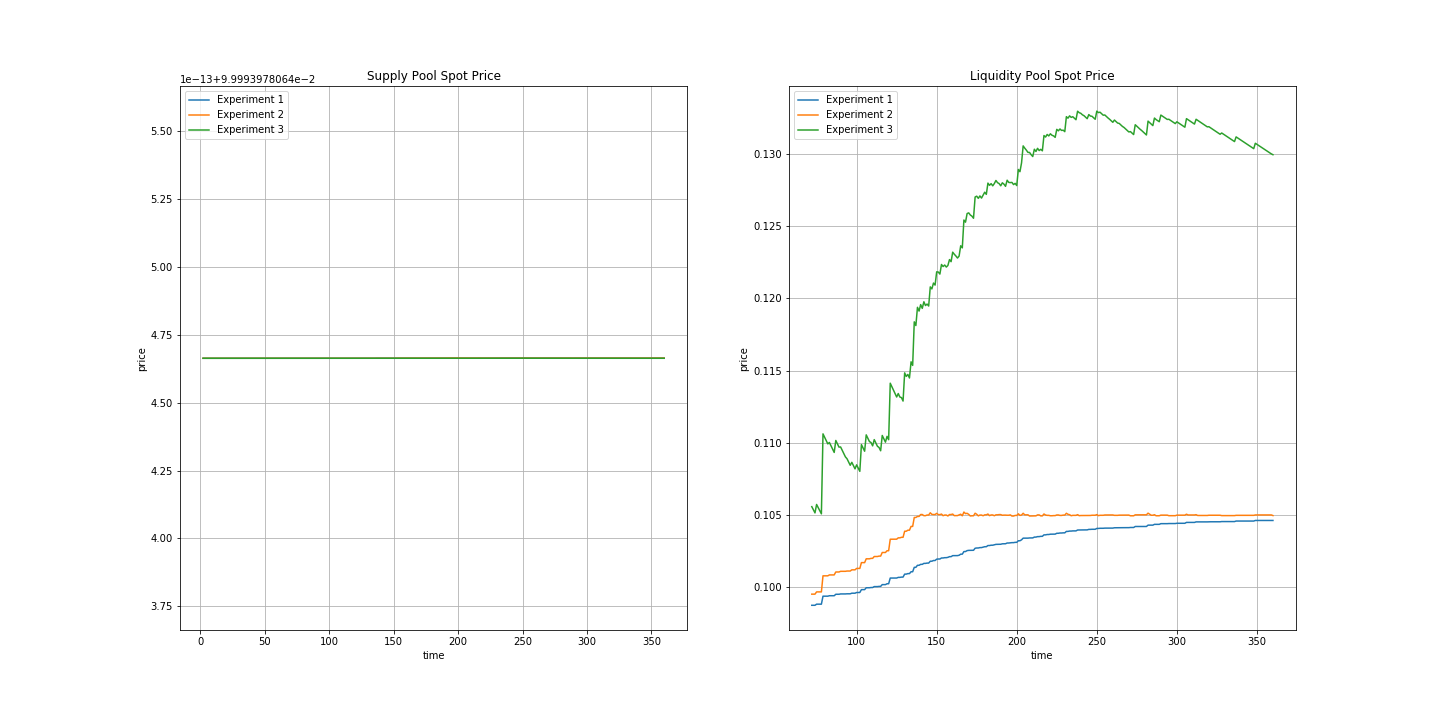 1e−13+9.9993978064e−2
Supply Pool Spot Price
Experiment 1
Experiment 2
Experiment 3
5.50
5.25
5.00
4.75
4.50
4.25
4.00
3.75
price
0 50 100 150 200 250 300 350
time
Liquidity Pool Spot Price
Experiment 1
Experiment 2
Experiment 3
0.130
0.125
0.120
0.115
0.110
0.105
0.100
price
100 150 200 250 300 350
time